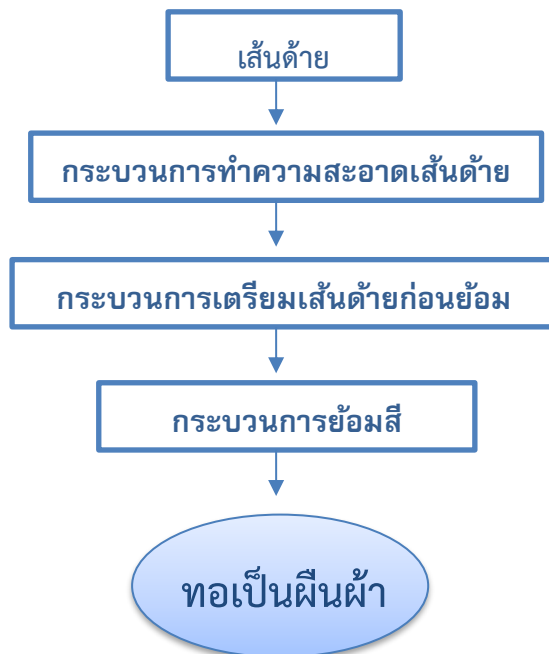 เส้นด้าย
กระบวนการทำความสะอาดเส้นด้าย
กระบวนการเตรียมเส้นด้ายก่อนย้อม
กระบวนการย้อมสี
ทอเป็นผืนผ้า